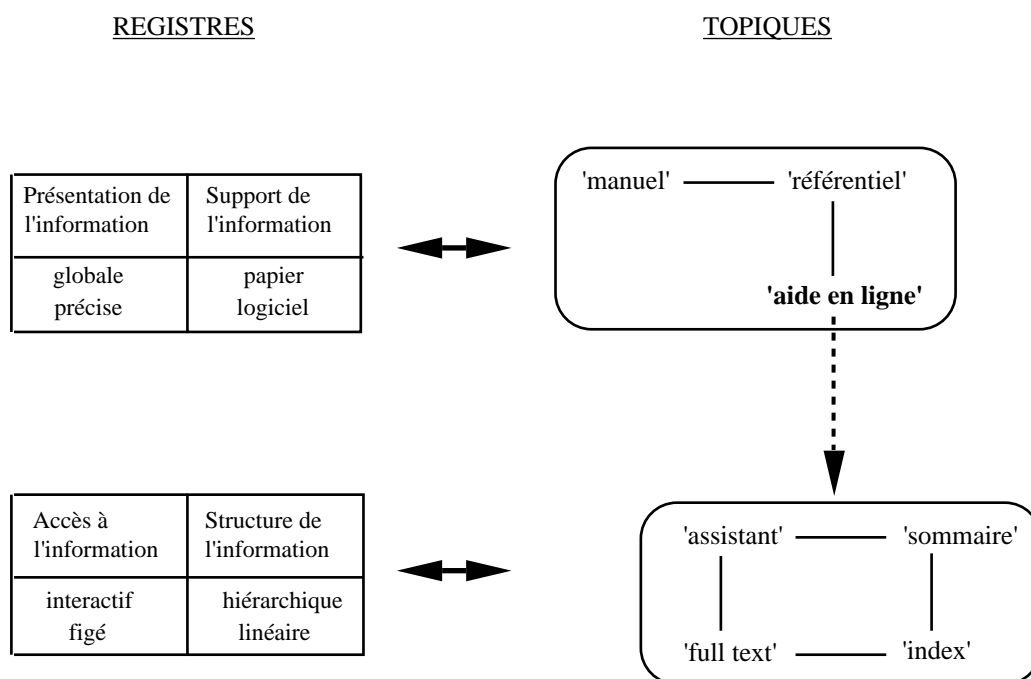 REGISTRES
TOPIQUES
Présentation de
l'information
Support de
l'information
globale
précise
papier
logiciel
'manuel'
'référentiel'
'aide en ligne'
Accès à
l'information
Structure de
l'information
interactif
figé
hiérarchique
linéaire
'assistant'
'sommaire'
'full text'
'index'